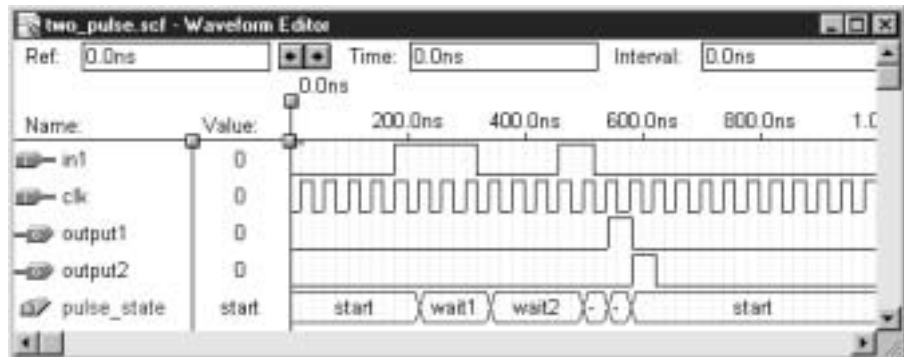 two_pulse.scf - Waveform Editor
Ref: 0.0ns Time: 0.0ns Interval: 0.0ns
0.0ns
Name: Value: 200.0ns 400.0ns 600.0ns 800.0ns 1.0
in1 0
clk 0
output1 0
output2 0
pulse_state start start wait1 wait2 - - start